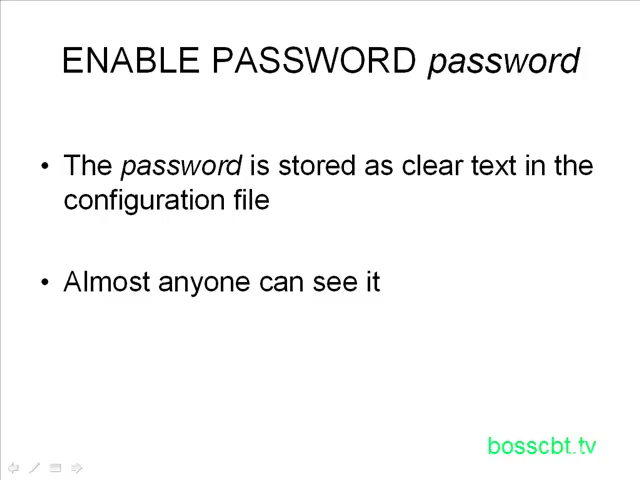 ENABLE PASSWORD password
• The password is stored as clear text in the
configuration file
• Almost anyone can see it
bosscbt.tv